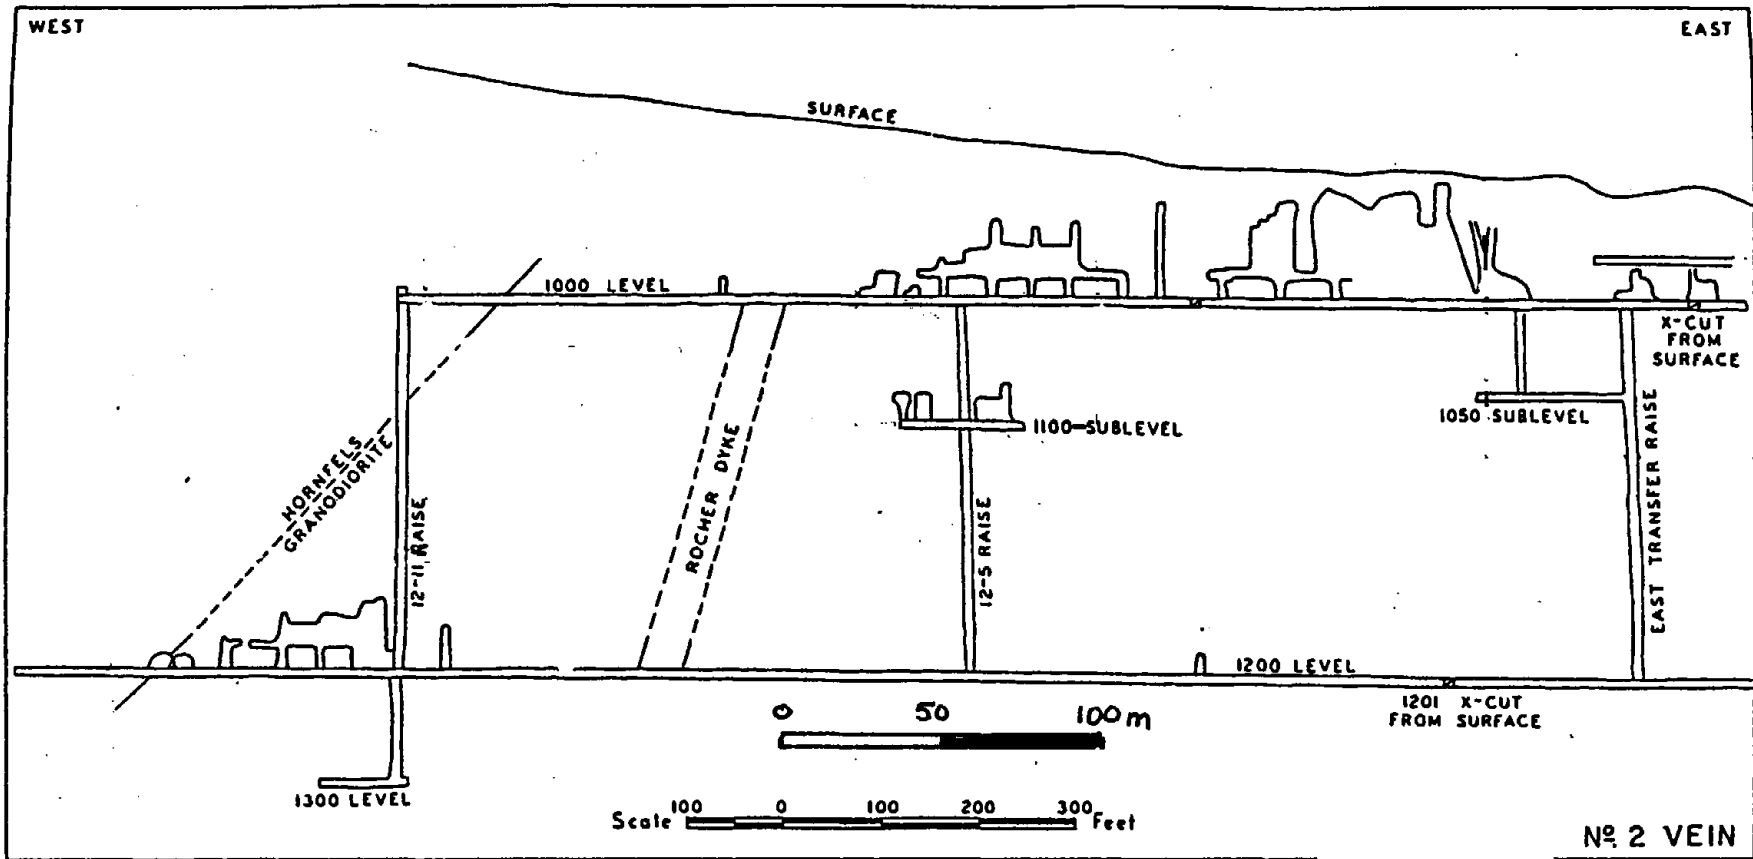 WEST
EAST
SURFACE
1000 LEVEL
X-CUT
FROM
SURFACE
1050 SUBLEVEL
1100-SUBLEVEL
HORNFELS
GRANODIORITE
12-11 RAISE
ROCHER DYKE
12-5 RAISE
EAST TRANSFER RAISE
1200 LEVEL
1201 X-CUT
FROM SURFACE
0 50 100 m
1300 LEVEL
Scale 100 0 100 200 300 Feet
Nº. 2 VEIN